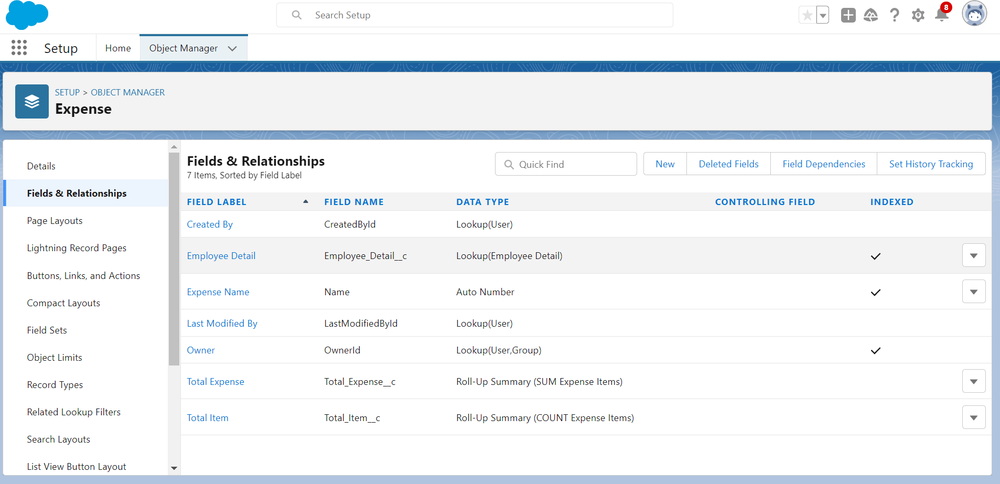 Search Setup
8
Setup
Home
Object Manager
SETUP > OBJECT MANAGER
Expense
Details
Fields & Relationships
Page Layouts
Lightning Record Pages
Buttons, Links, and Actions
Compact Layouts
Field Sets
Object Limits
Record Types
Related Lookup Filters
Search Layouts
List View Button Layout
Fields & Relationships
7 Items, Sorted by Field Label
Quick Find
New
Deleted Fields
Field Dependencies
Set History Tracking
FIELD LABEL FIELD NAME DATA TYPE CONTROLLING FIELD INDEXED
Created By CreatedById Lookup(User)
Employee Detail Employee_Detail__c Lookup(Employee Detail)
Expense Name Name Auto Number
Last Modified By LastModifiedById Lookup(User)
Owner OwnerId Lookup(User,Group)
Total Expense Total_Expense__c Roll-Up Summary (SUM Expense Items)
Total Item Total_Item__c Roll-Up Summary (COUNT Expense Items)